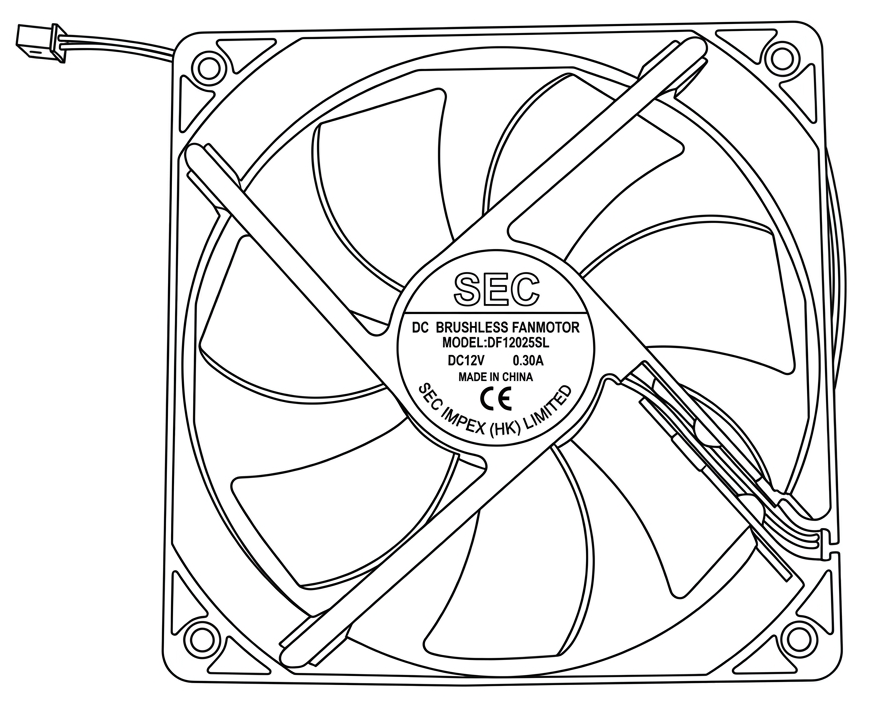 SEC
DC BRUSHLESS FANMOTOR
MODEL:DF12025SL
DC12V 0.30A
MADE IN CHINA
CE
SEC IMPEX (HK) LIMITED